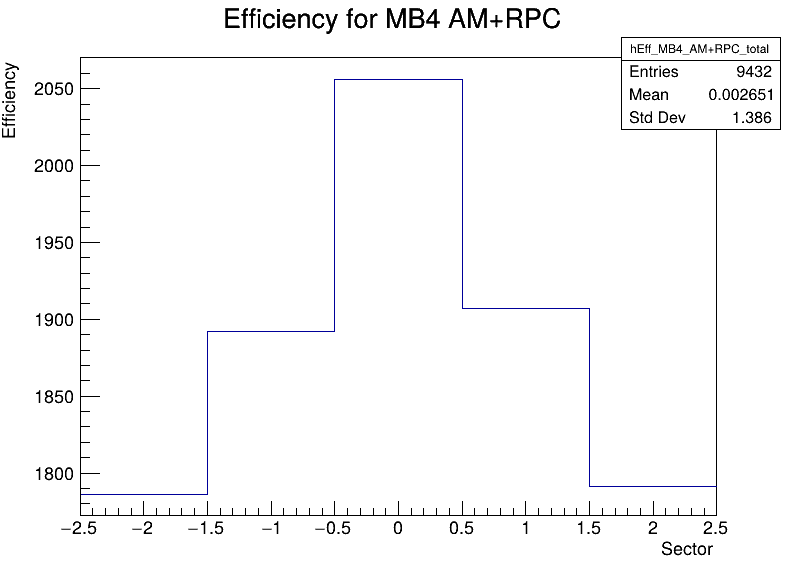 Efficiency for MB4 AM+RPC
hEff_MB4_AM+RPC_total
Entries 9432
Mean 0.002651
Std Dev 1.386
Efficiency
2050
2000
1950
1900
1850
1800
−2.5 −2 −1.5 −1 −0.5 0 0.5 1 1.5 2 2.5
Sector